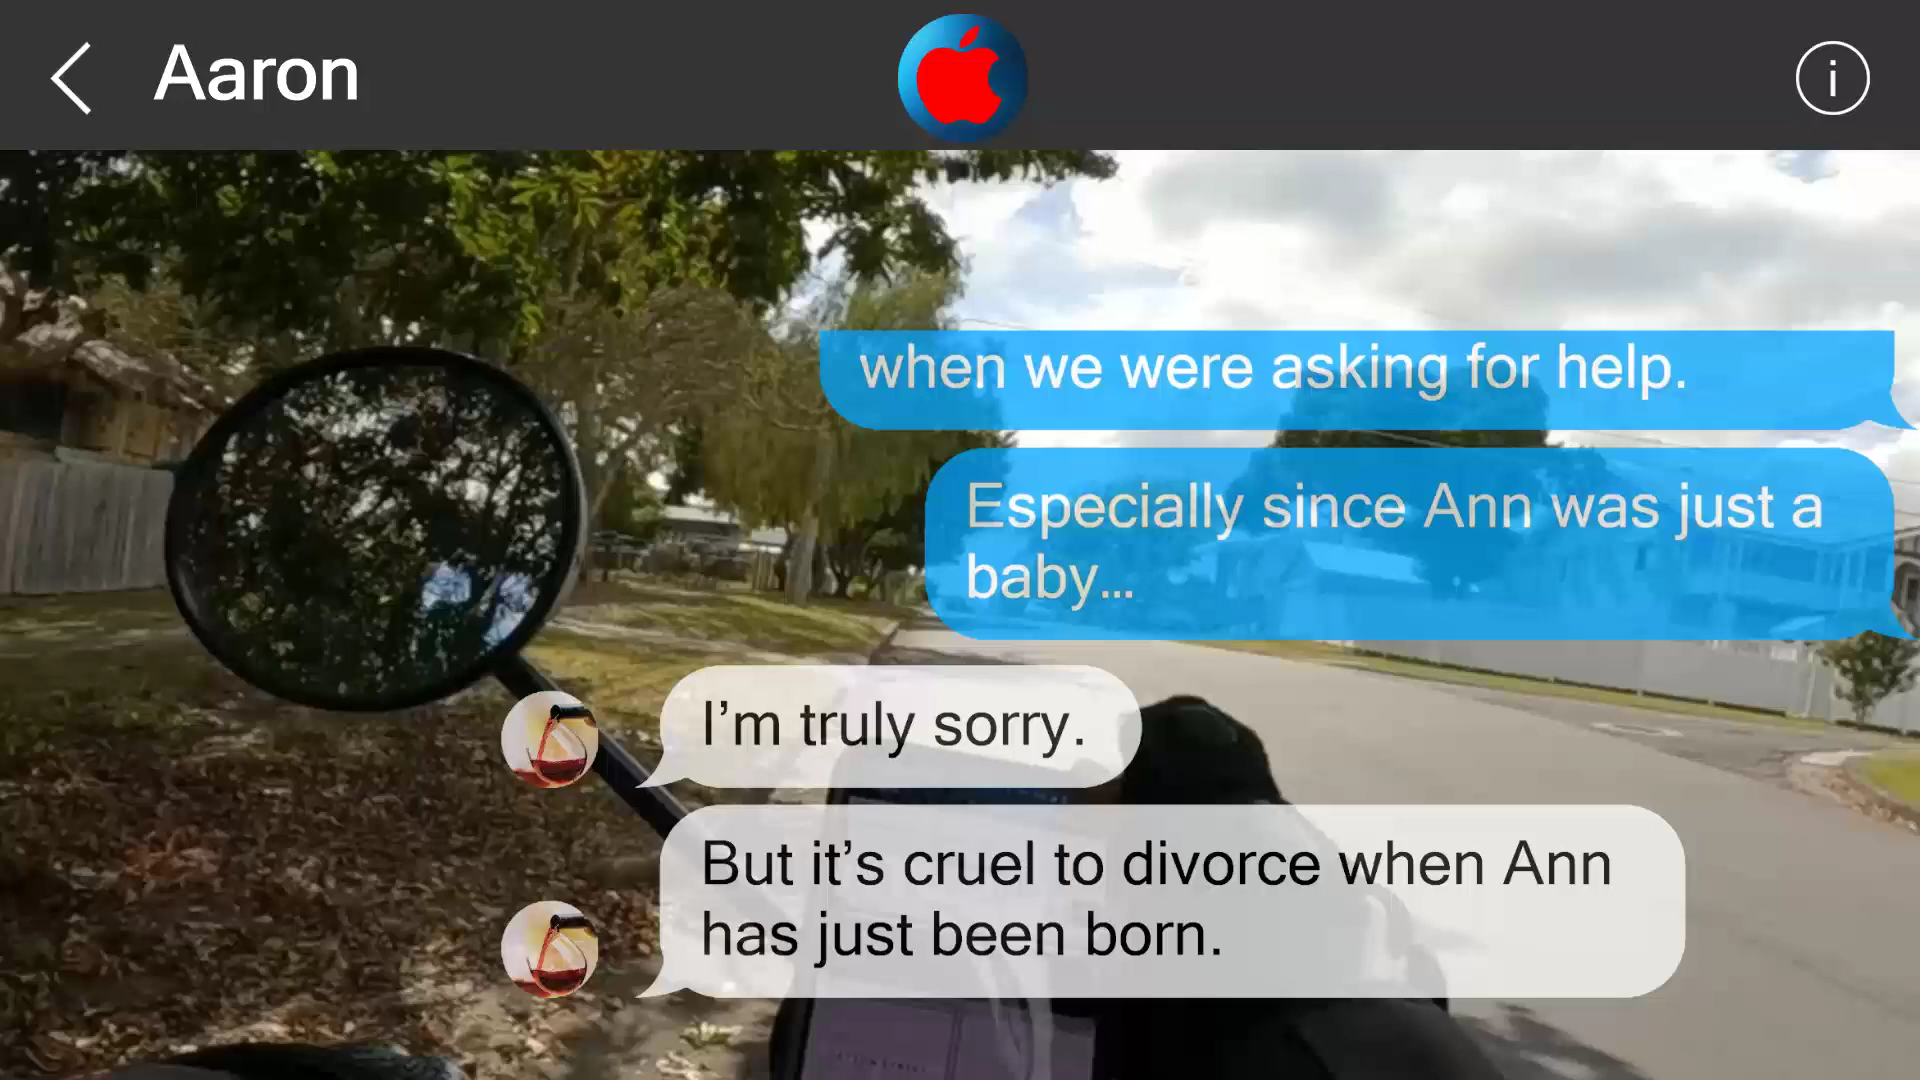 Aaron
when we were asking for help.
Especially since Ann was just a
baby...
I'm truly sorry.
But it's cruel to divorce when Ann
has just been born.